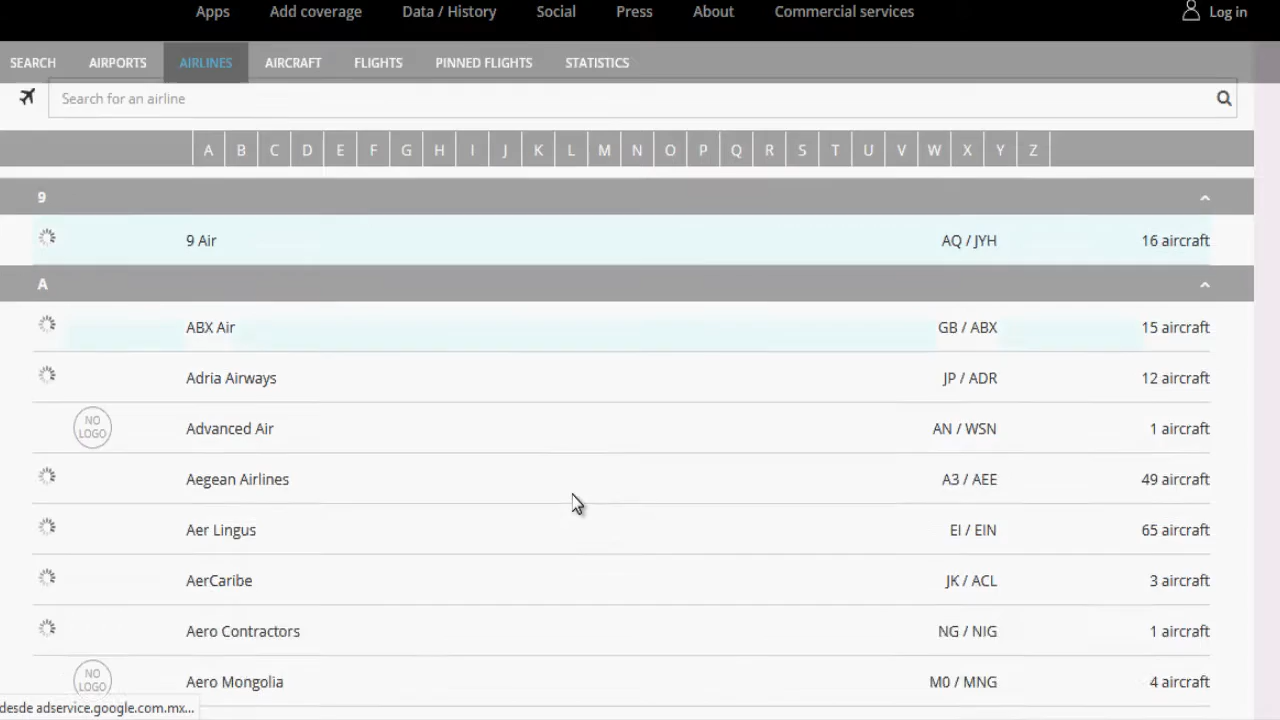 Apps Add coverage Data / History Social Press About Commercial services Log in
SEARCH AIRPORTS AIRLINES AIRCRAFT FLIGHTS PINNED FLIGHTS STATISTICS
Search for an airline
A B C D E F G H I J K L M N O P Q R S T U V W X Y Z
9
9 Air AQ / JYH 16 aircraft
A
ABX Air GB / ABX 15 aircraft
Adria Airways JP / ADR 12 aircraft
NO LOGO Advanced Air AN / WSN 1 aircraft
Aegean Airlines A3 / AEE 49 aircraft
Aer Lingus EI / EIN 65 aircraft
AerCaribe JK / ACL 3 aircraft
Aero Contractors NG / NIG 1 aircraft
NO LOGO Aero Mongolia M0 / MNG 4 aircraft
desde adservice.google.com.mx...